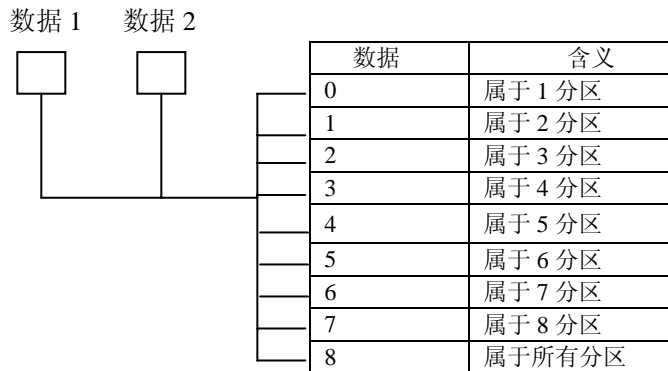 数据 1 数据 2
数据 含义
0 属于 1 分区
1 属于 2 分区
2 属于 3 分区
3 属于 4 分区
4 属于 5 分区
5 属于 6 分区
6 属于 7 分区
7 属于 8 分区
8 属于所有分区